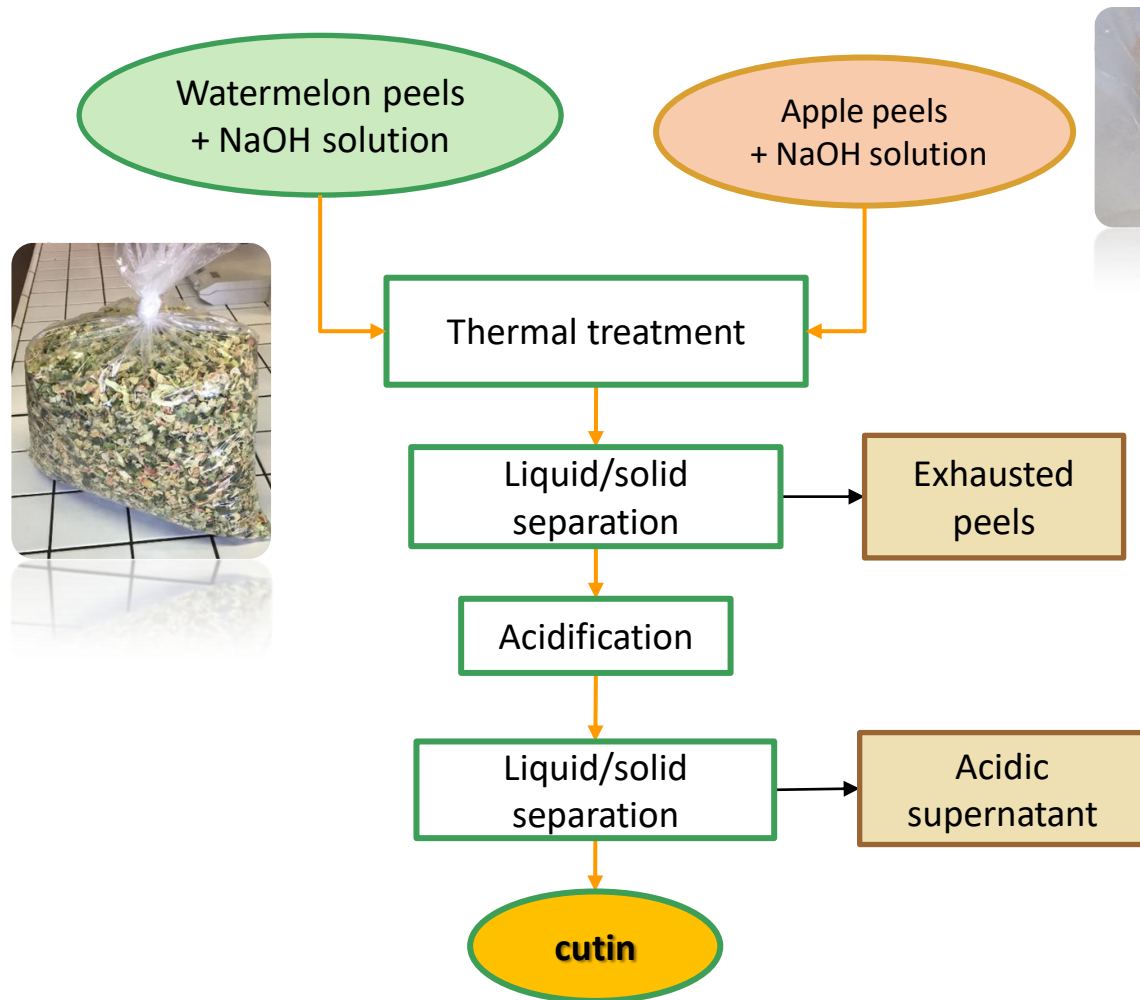 Watermelon peels
+ NaOH solution
Apple peels
+ NaOH solution
Thermal treatment
Liquid/solid
separation
Exhausted
peels
Acidification
Liquid/solid
separation
Acidic
supernatant
cutin